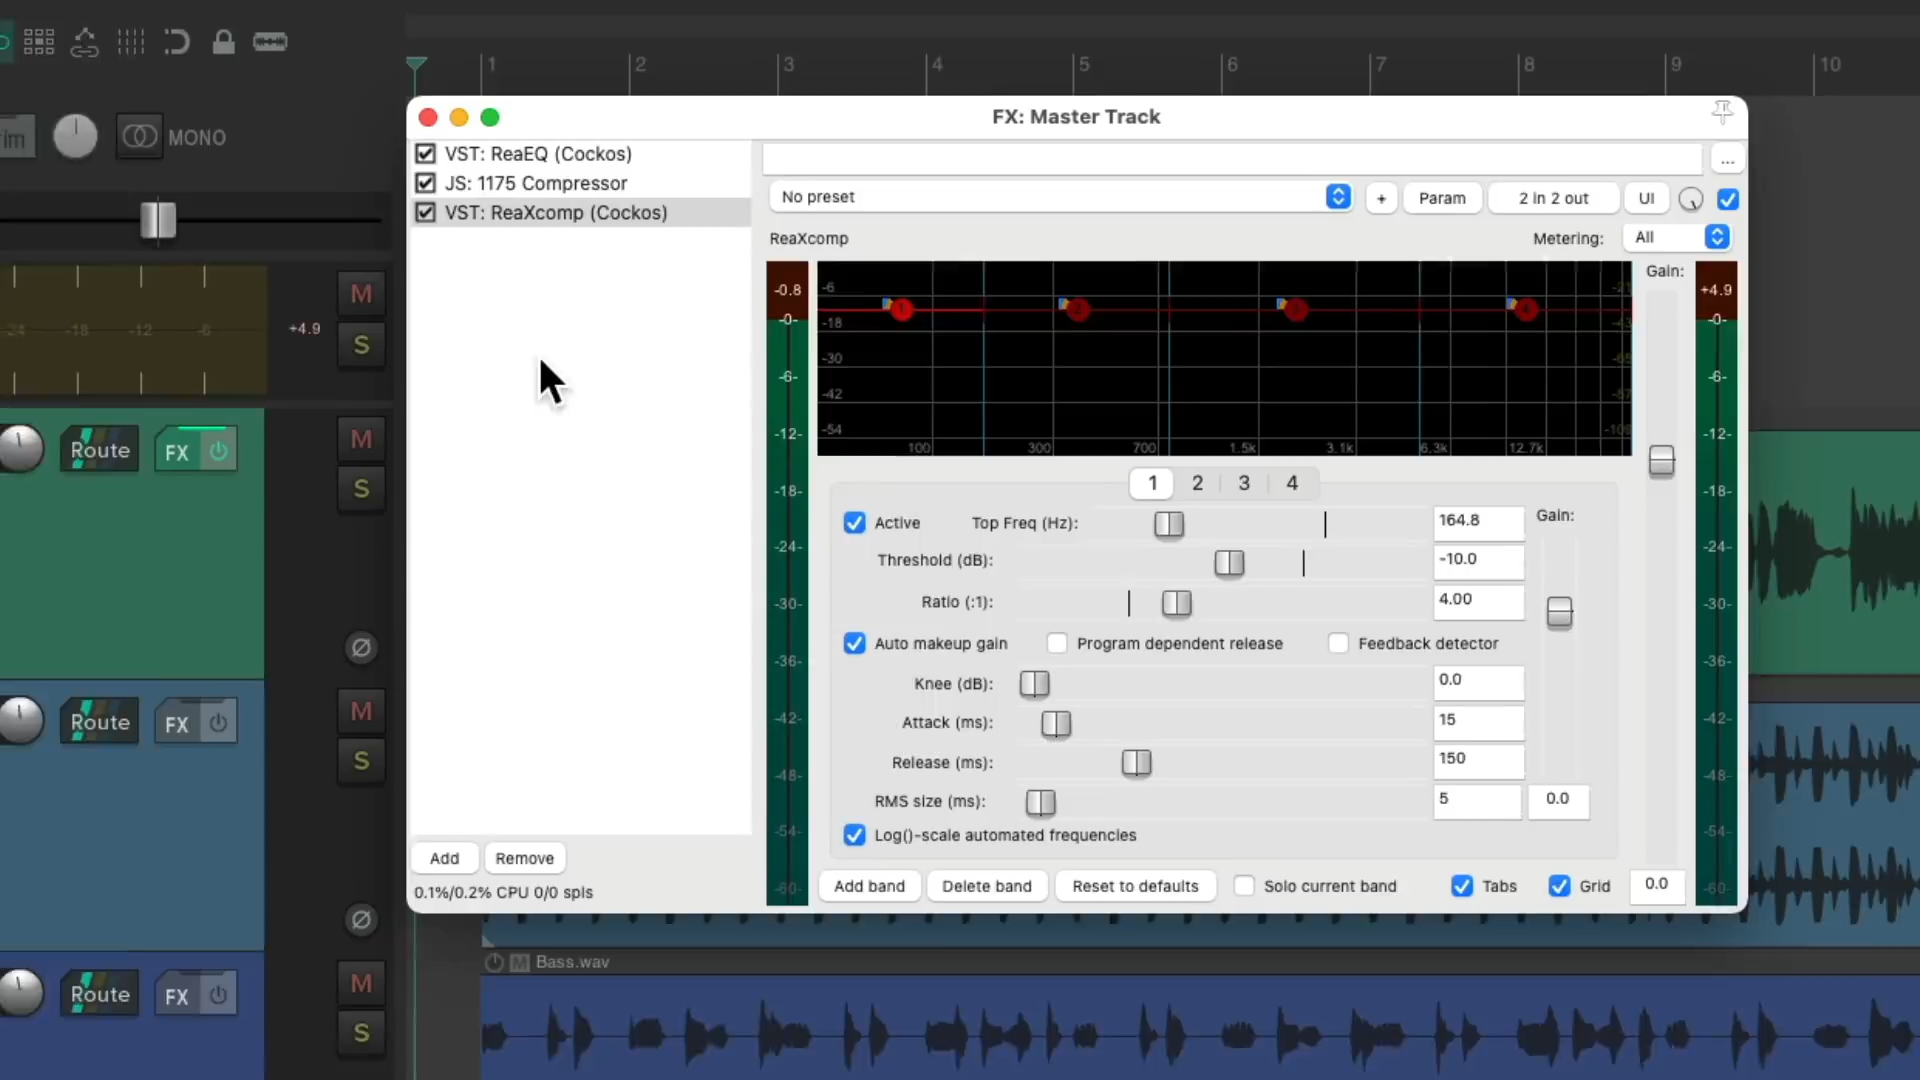 1 2 3 4 5 6 7 8 9 10
MONO
FX: Master Track
VST: ReaEQ (Cockos)
JS: 1175 Compressor
VST: ReaXcomp (Cockos)
...
No preset
+ Param 2 in 2 out UI
ReaXcomp
Metering: All
Gain:
-0.8
-0-
-6-
-12-
-18-
-24-
-30-
-36-
-42-
-48-
-54-
-60-
-6
-18
-30
-42
-54
100 300 700 1.5k 3.1k 6.3k 12.7k
+4.9
-0-
-6-
-12-
-18-
-24-
-30-
-36-
-42-
-48-
-54-
-60-
1 2 3 4
Active Top Freq (Hz): 164.8 Gain:
Threshold (dB): -10.0
Ratio (:1): 4.00
Auto makeup gain Program dependent release Feedback detector
Knee (dB): 0.0
Attack (ms): 15
Release (ms): 150
RMS size (ms): 5 0.0
Log()-scale automated frequencies
Add Remove
0.1%/0.2% CPU 0/0 spls
Add band Delete band Reset to defaults Solo current band Tabs Grid 0.0
-24 -18 -12 -6 +4.9
M
S
Route FX M
S
Ø
Route FX M
S
Ø
M Bass.wav
Route FX M
S